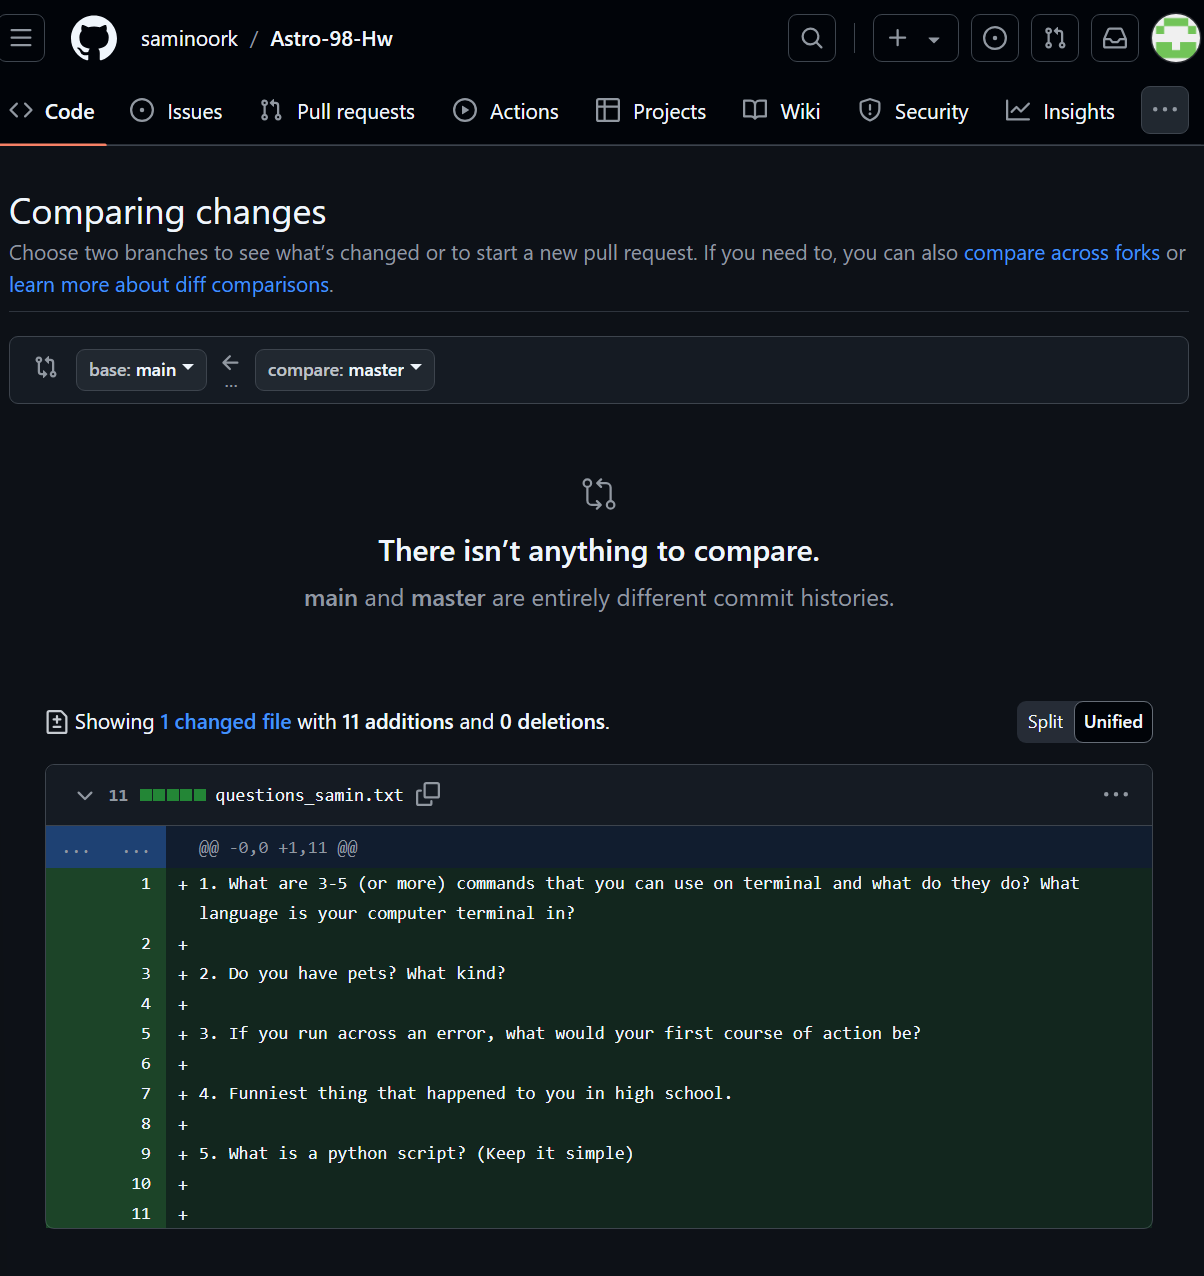 saminoork / Astro-98-Hw
Code Issues Pull requests Actions Projects Wiki Security Insights ...
Comparing changes
Choose two branches to see what’s changed or to start a new pull request. If you need to, you can also compare across forks or
learn more about diff comparisons.
base: main ← compare: master
...
There isn’t anything to compare.
main and master are entirely different commit histories.
Showing 1 changed file with 11 additions and 0 deletions.
Split Unified
11 questions_samin.txt ...
... ... @@ -0,0 +1,11 @@
1 + 1. What are 3-5 (or more) commands that you can use on terminal and what do they do? What
language is your computer terminal in?
2 +
3 + 2. Do you have pets? What kind?
4 +
5 + 3. If you run across an error, what would your first course of action be?
6 +
7 + 4. Funniest thing that happened to you in high school.
8 +
9 + 5. What is a python script? (Keep it simple)
10 +
11 +